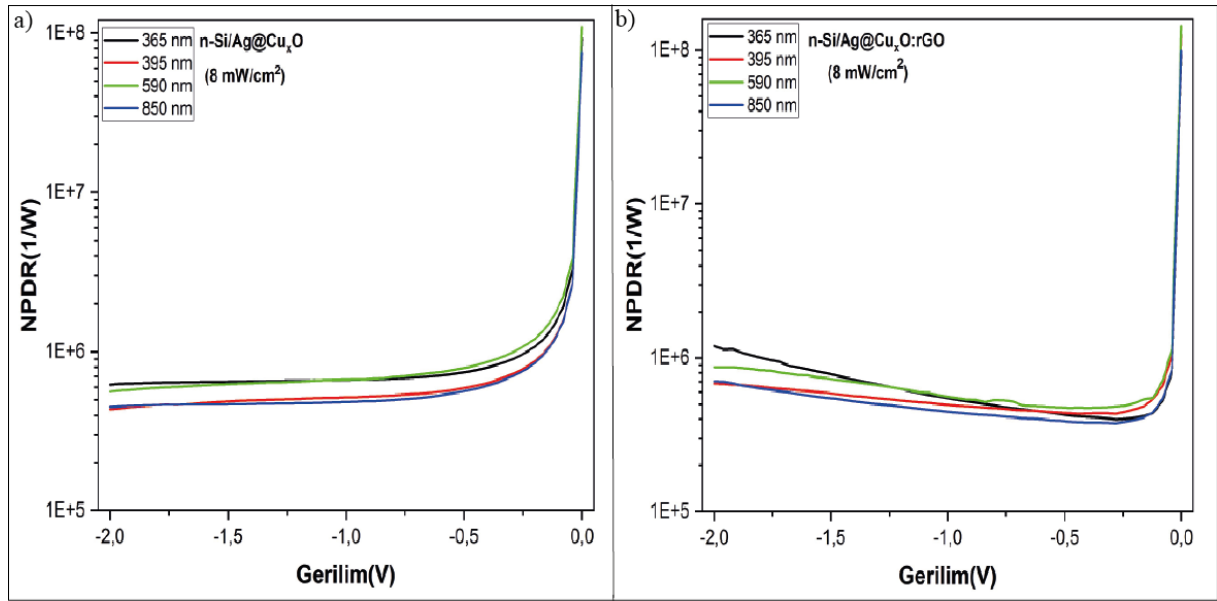 a)
365 nm
395 nm
590 nm
850 nm
n-Si/Ag@CuₓO
(8 mW/cm²)
1E+8
1E+7
1E+6
1E+5
NPDR(1/W)
-2,0
-1,5
-1,0
-0,5
0,0
Gerilim(V)
b)
365 nm
395 nm
590 nm
850 nm
n-Si/Ag@CuₓO:rGO
(8 mW/cm²)
1E+8
1E+7
1E+6
1E+5
NPDR(1/W)
-2,0
-1,5
-1,0
-0,5
0,0
Gerilim(V)